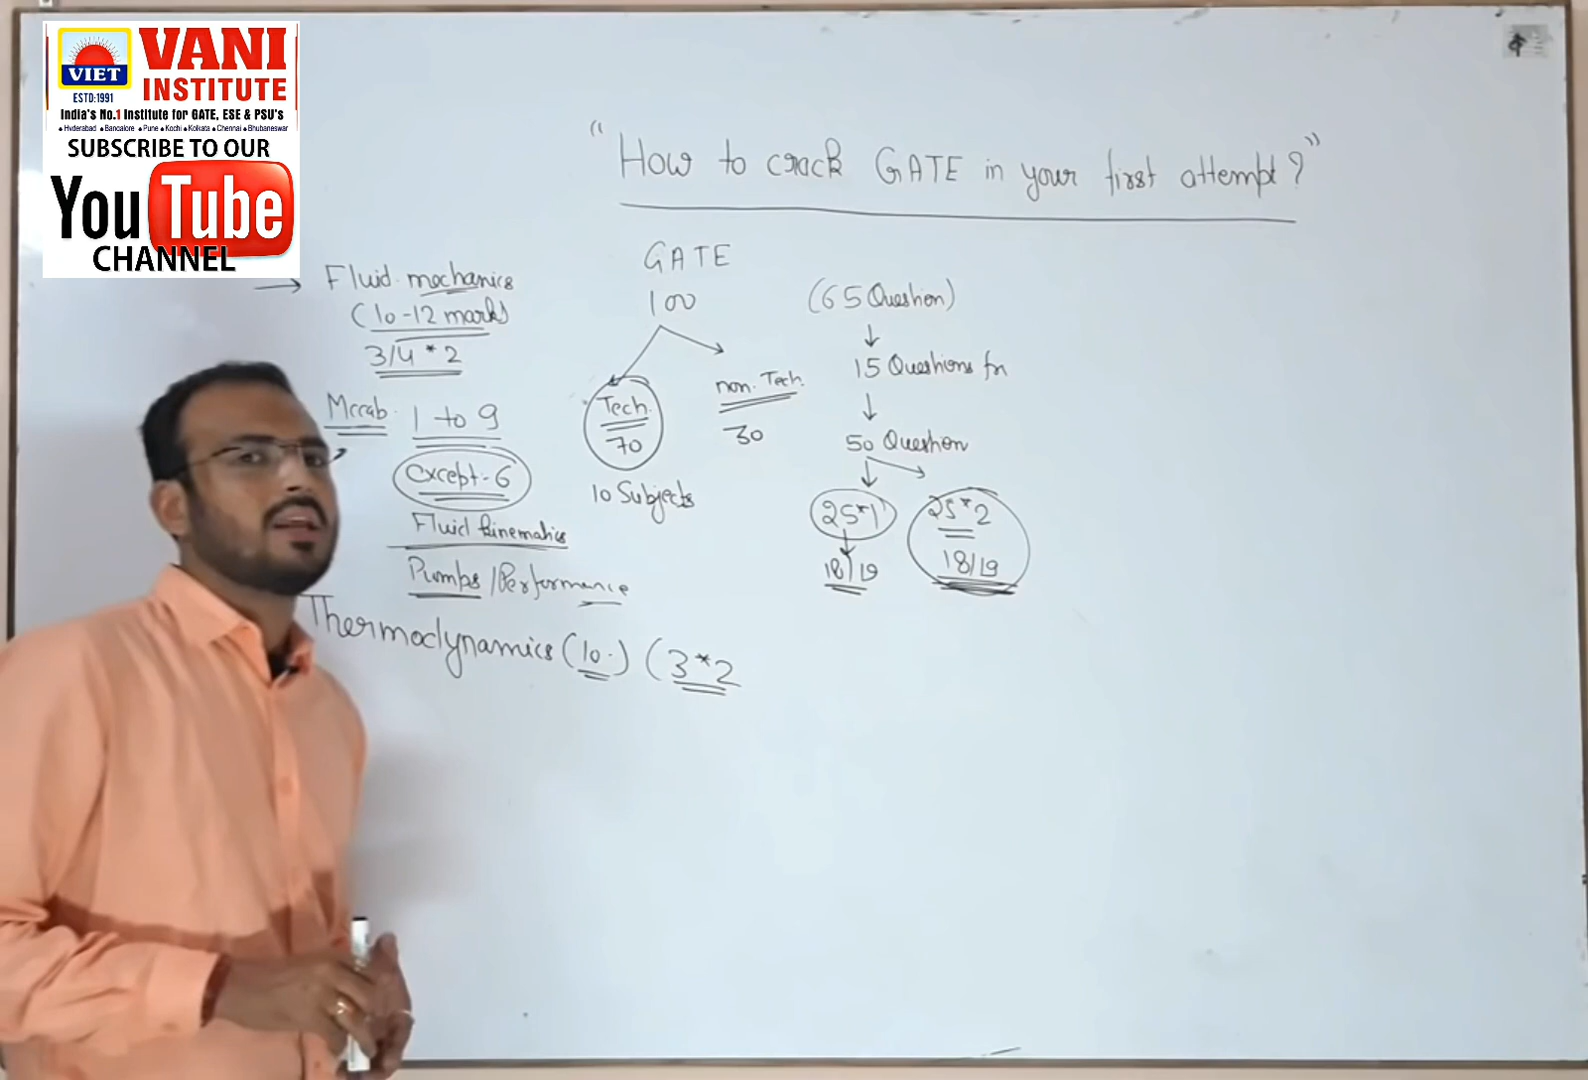 VIET
ESTD:1991
VANI
INSTITUTE
India's No.1 Institute for GATE, ESE & PSU's
• Hyderabad • Bangalore • Pune • Kochi • Kolkata • Chennai • Bhubaneswar
SUBSCRIBE TO OUR
YouTube
CHANNEL
"How to crack GATE in your first attempt?"
→ Fluid mechanics
(10-12 marks)
3/4 * 2
Mccab. 1 to 9
except - 6
Fluid kinematics
Pumps / Performance
Thermodynamics (10.) (3*2
GATE
100
Tech.
70
non. Tech.
30
10 Subjects
(65 Question)
↓
15 Questions for
↓
50 Question
25*1
18/19
25*2
18/19